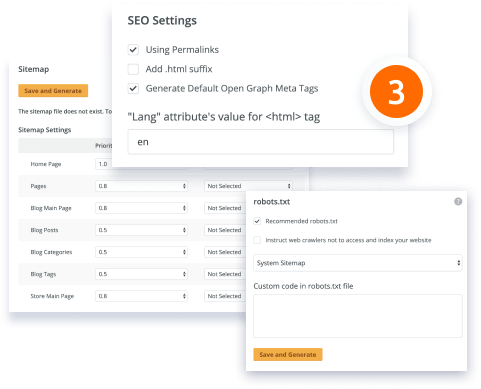 SEO Settings
Using Permalinks
Add .html suffix
Generate Default Open Graph Meta Tags
"Lang" attribute's value for <html> tag
en
3
Sitemap
Save and Generate
The sitemap file does not exist. To
Sitemap Settings
Priorit
Home Page 1.0
Pages 0.8 Not Selected
Blog Main Page 0.8 Not Selected
Blog Posts 0.5 Not Selected
Blog Categories 0.5 Not Selected
Blog Tags 0.5 Not Selected
Store Main Page 0.8 Not Selected
robots.txt
?
Recommended robots.txt
Instruct web crawlers not to access and index your website
System Sitemap
Custom code in robots.txt file
Save and Generate